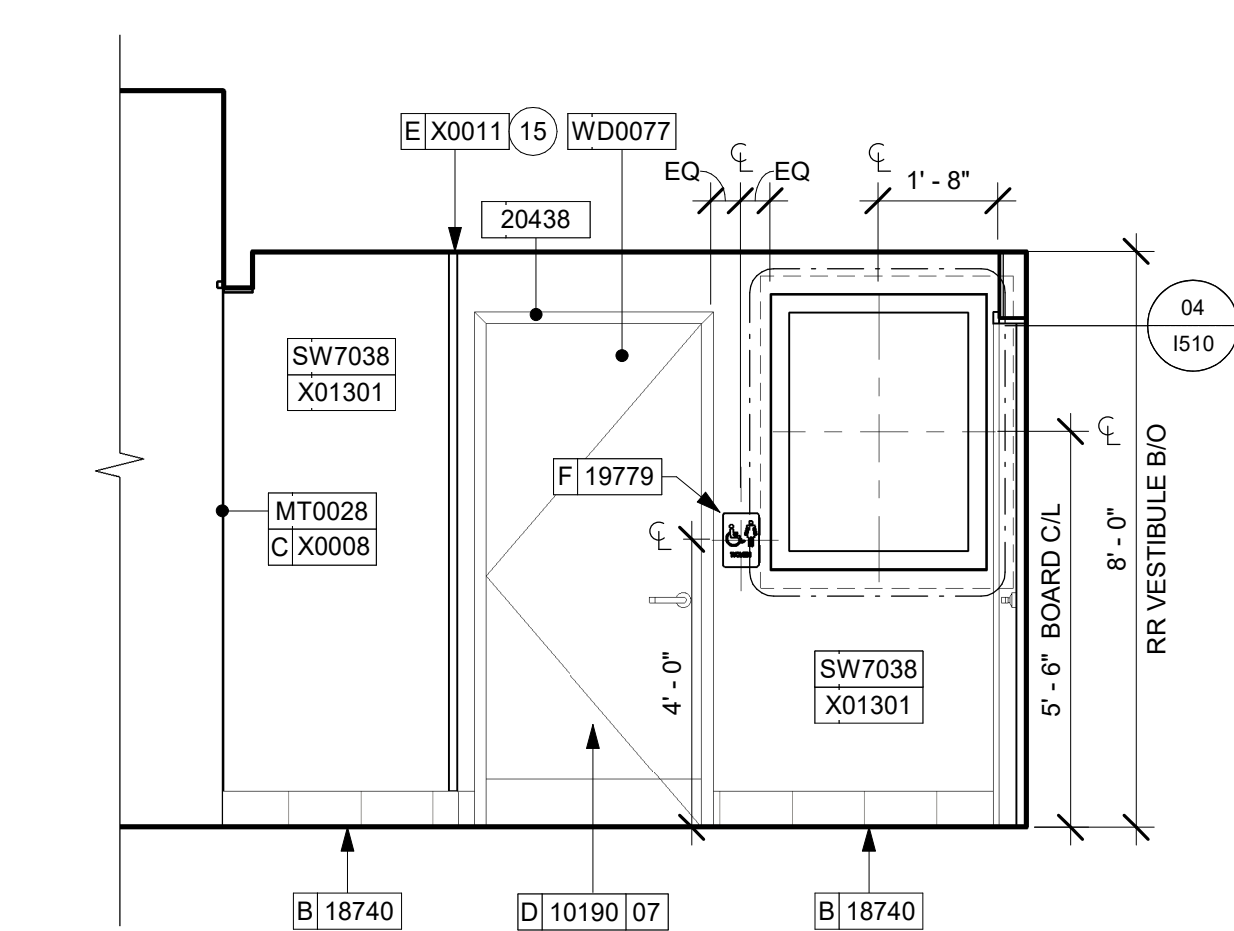 E X0011 15 WD0077
EQ ℄ EQ ℄ 1' - 8"
20438
04
I510
SW7038
X01301
℄
F 19779
MT0028
C X0008
℄
4' - 0"
SW7038
X01301
5' - 6" BOARD C/L
8' - 0"
RR VESTIBULE B/O
B 18740
D 10190 07
B 18740